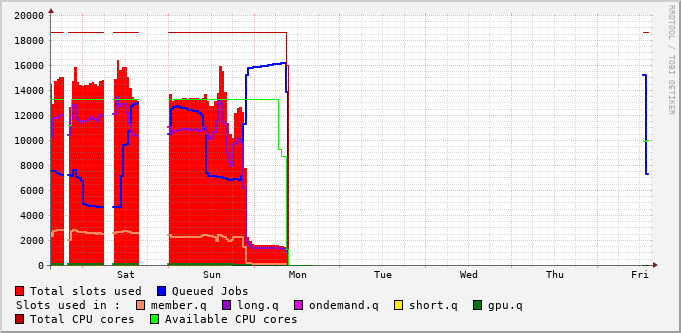 20000
18000
16000
14000
12000
10000
8000
6000
4000
2000
0
Sat Sun Mon Tue Wed Thu Fri
RRDTOOL / TOBI OETIKER
Total slots used Queued Jobs
Slots used in : member.q long.q ondemand.q short.q gpu.q
Total CPU cores Available CPU cores